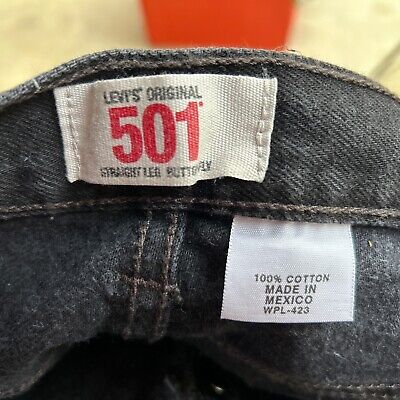 LEVI'S® ORIGINAL
501®
STRAIGHT LEG BUTTON FLY
100% COTTON
MADE IN
MEXICO
WPL-423